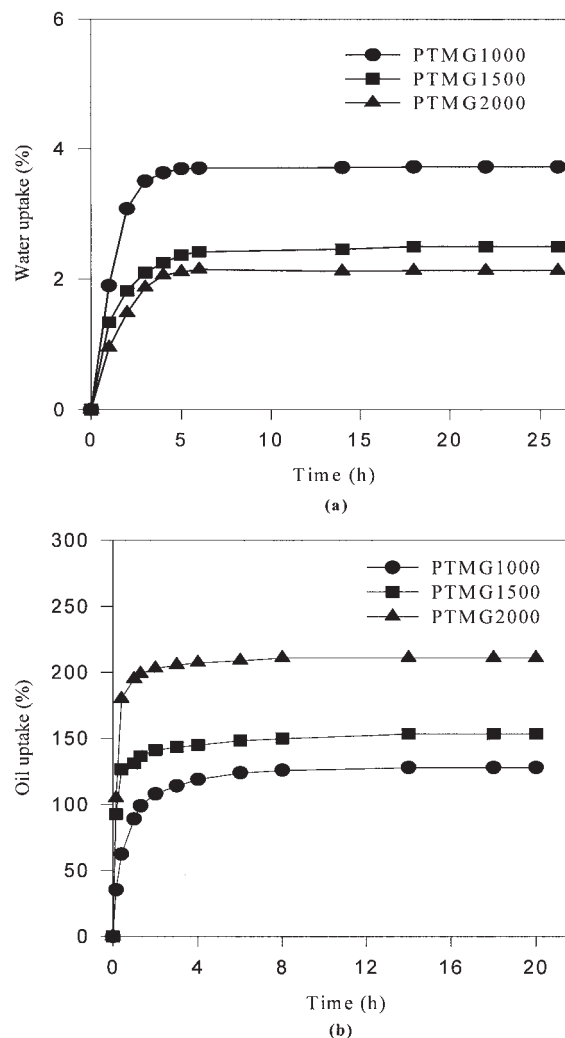 6
PTMG1000
PTMG1500
PTMG2000
4
2
0
Water uptake (%)
0 5 10 15 20 25
Time (h)
(a)
300
PTMG1000
PTMG1500
PTMG2000
250
200
150
100
50
0
Oil uptake (%)
0 4 8 12 16 20
Time (h)
(b)